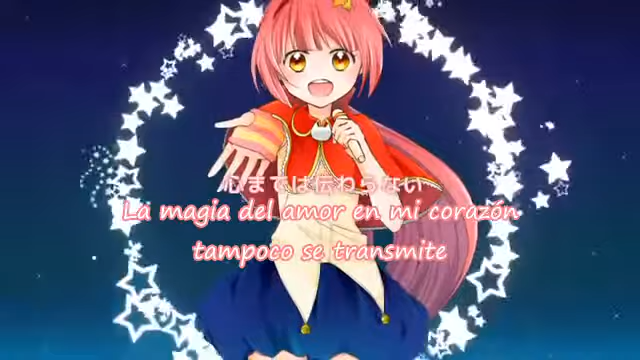 心までは伝わらない
La magia del amor en mi corazón
tampoco se transmite